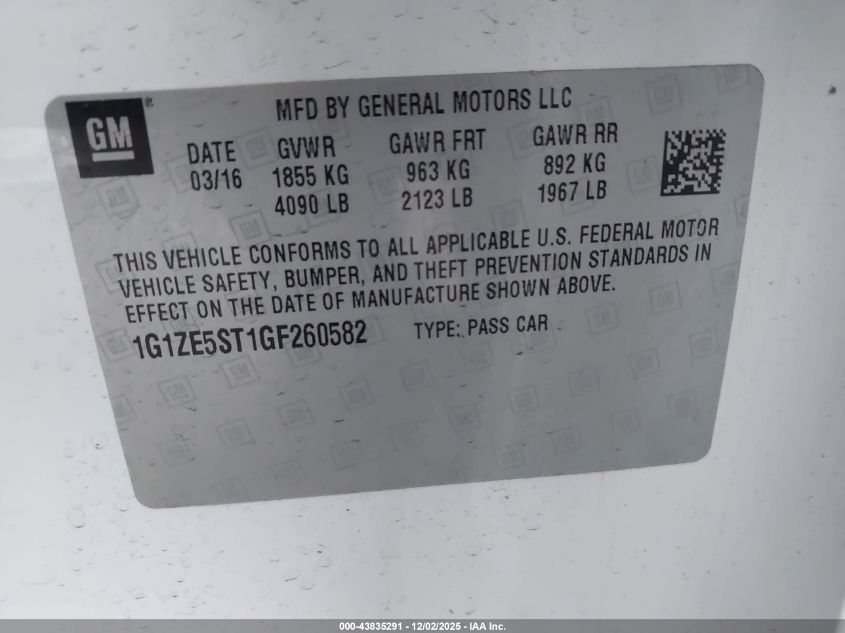 GM®
MFD BY GENERAL MOTORS LLC
DATE GVWR GAWR FRT GAWR RR
03/16 1855 KG 963 KG 892 KG
4090 LB 2123 LB 1967 LB
THIS VEHICLE CONFORMS TO ALL APPLICABLE U.S. FEDERAL MOTOR
VEHICLE SAFETY, BUMPER, AND THEFT PREVENTION STANDARDS IN
EFFECT ON THE DATE OF MANUFACTURE SHOWN ABOVE.
1G1ZE5ST1GF260582 TYPE: PASS CAR
000-43835291 - 12/02/2025 - IAA Inc.